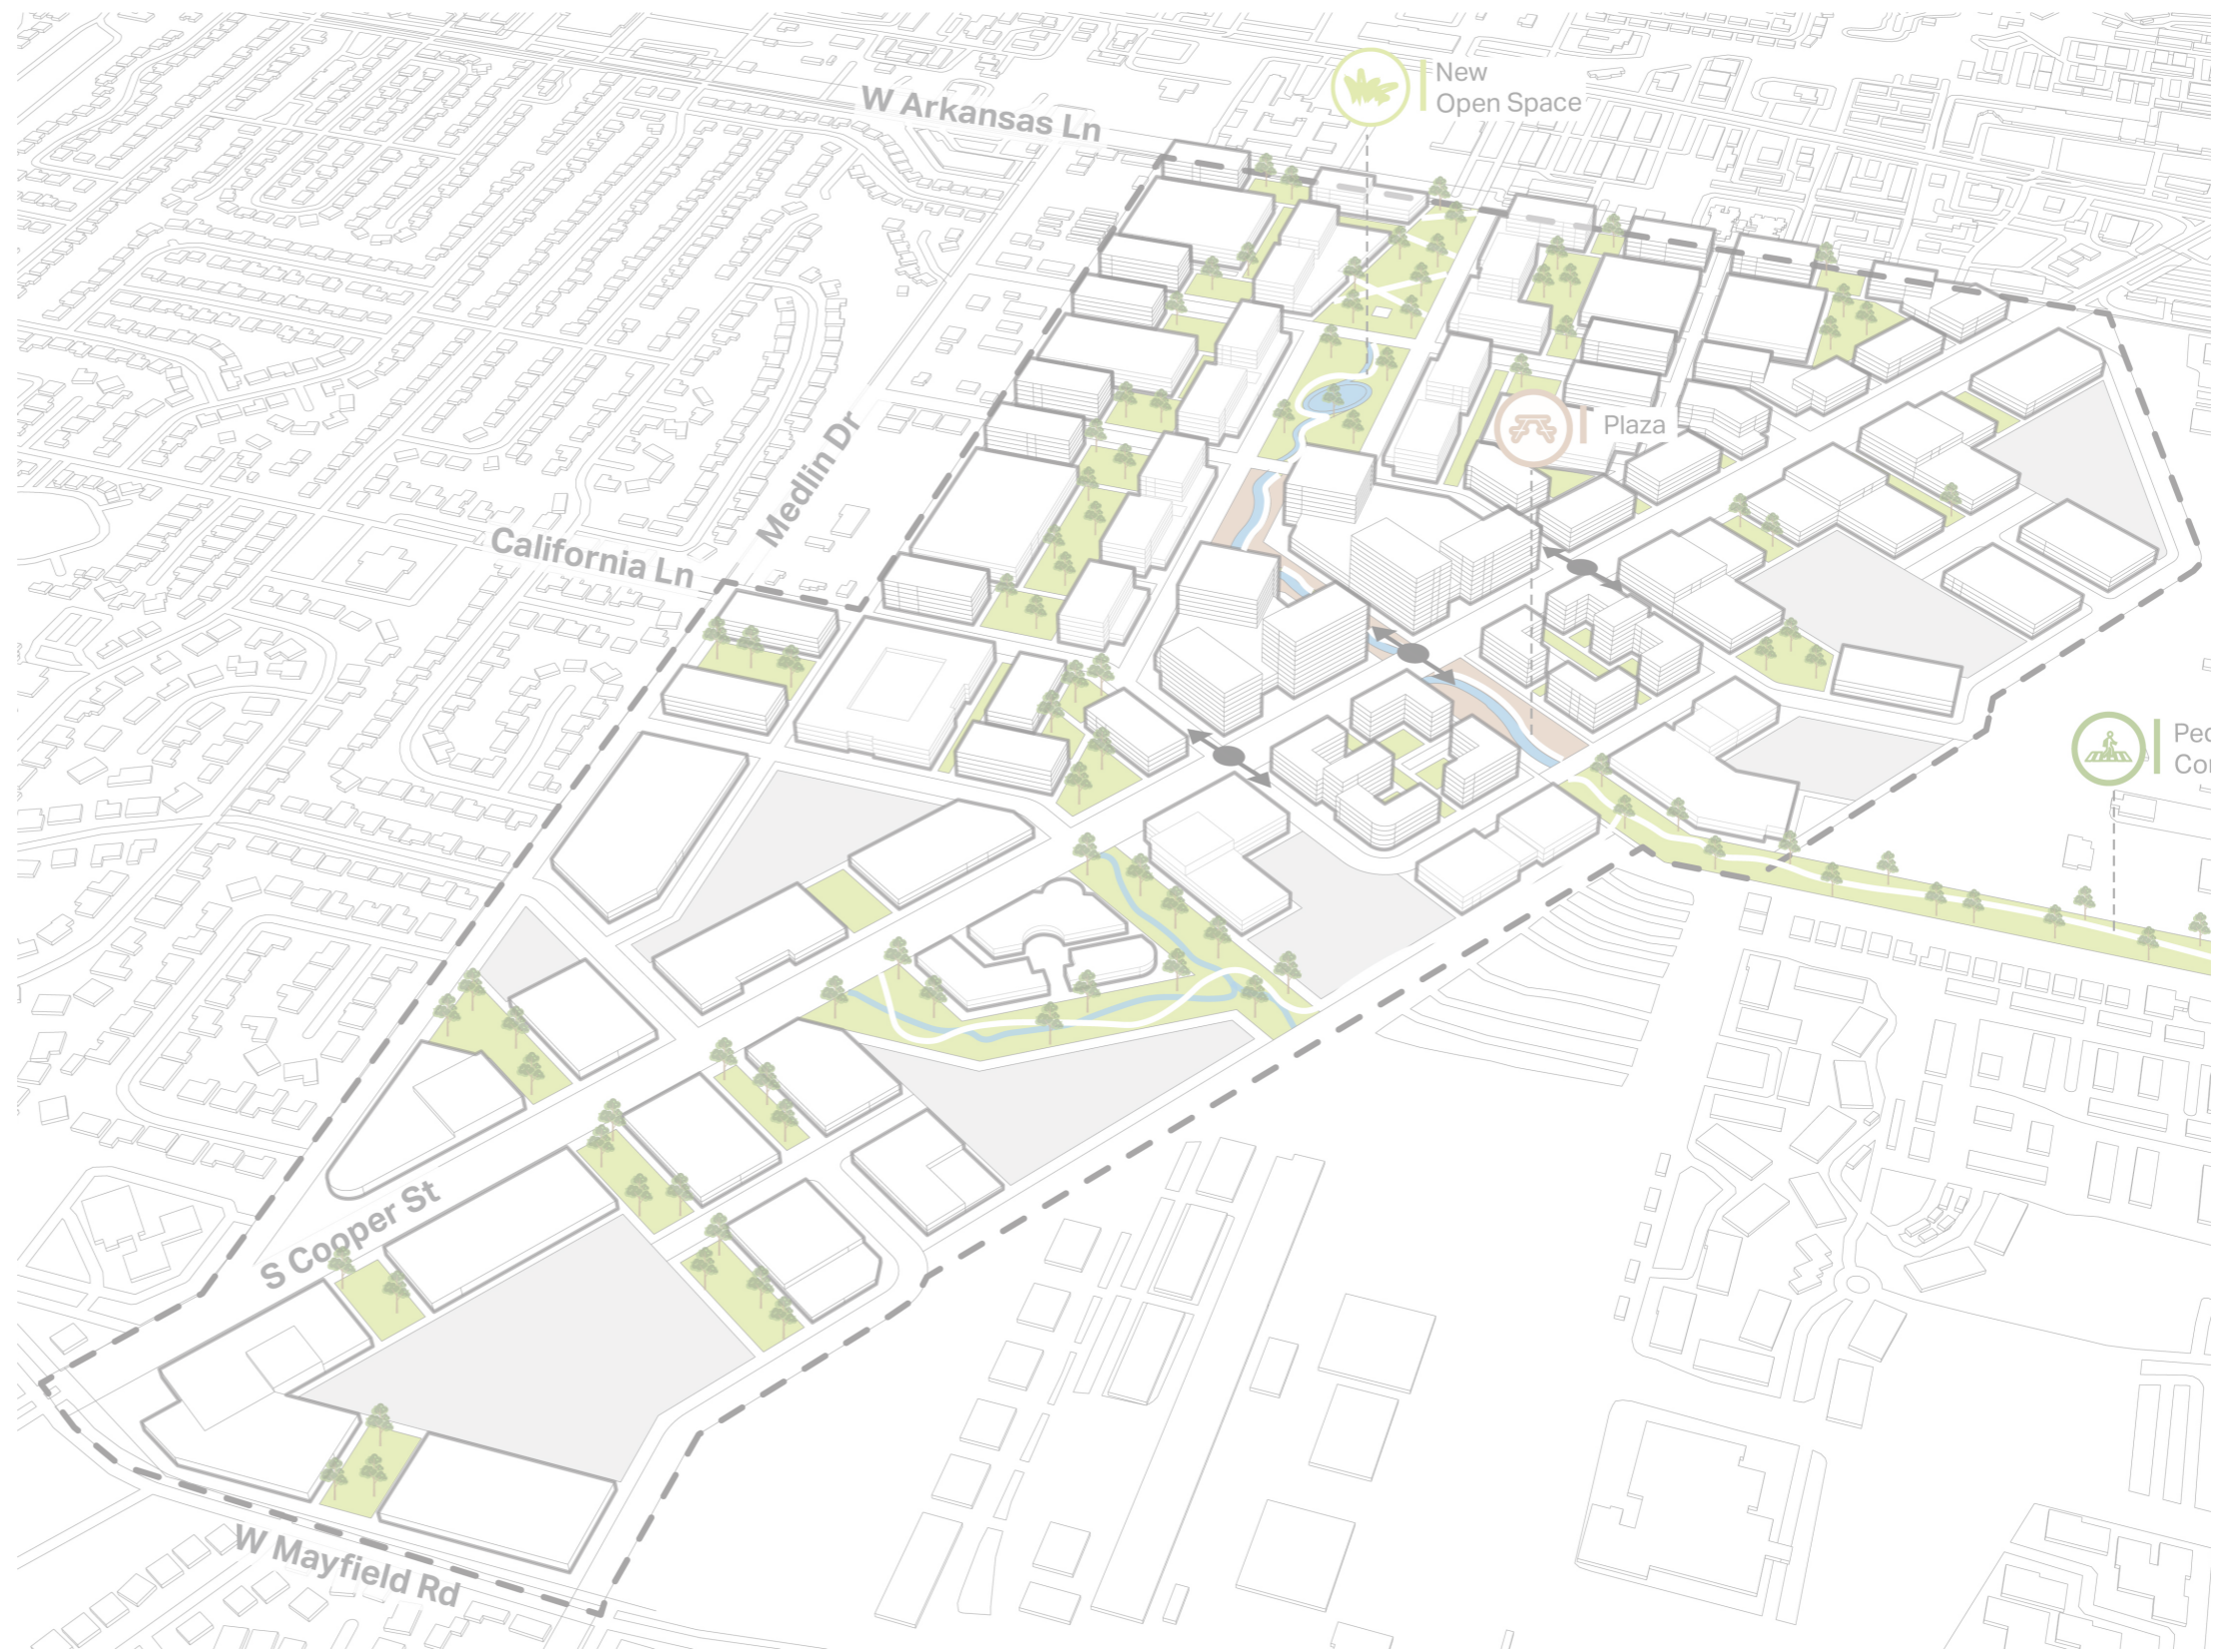 New
Open Space
W Arkansas Ln
Plaza
Medlin Dr
California Ln
S Cooper St
W Mayfield Rd